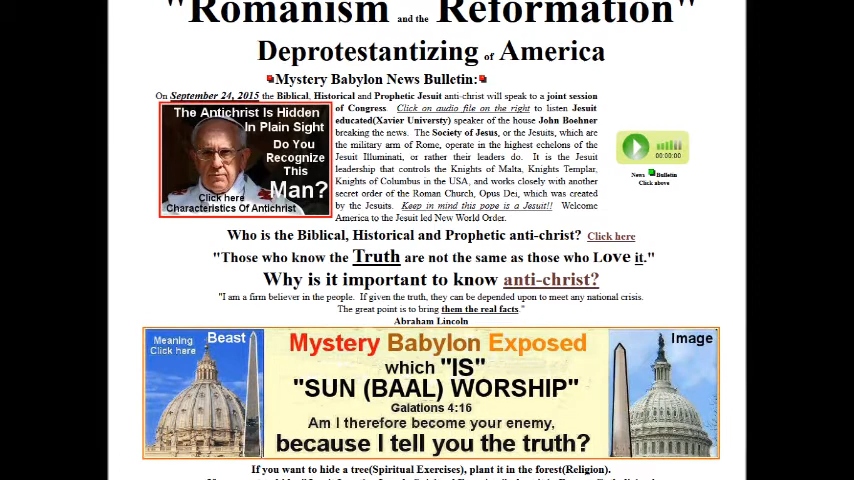 "Romanism and the Reformation"
Deprotestantizing of America
Mystery Babylon News Bulletin:
On September 24, 2015 the Biblical, Historical and Prophetic Jesuit anti-christ will speak to a joint session
of Congress. Click on audio file on the right to listen Jesuit
educated(Xavier Universty) speaker of the house John Boehner
breaking the news. The Society of Jesus, or the Jesuits, which are
the military arm of Rome, operate in the highest echelons of the
Jesuit Illuminati, or rather their leaders do. It is the Jesuit
leadership that controls the Knights of Malta, Knights Templar,
Knights of Columbus in the USA, and works closely with another
secret order of the Roman Church, Opus Dei, which was created
by the Jesuits. Keep in mind this pope is a Jesuit!! Welcome
America to the Jesuit led New World Order.
The Antichrist Is Hidden
In Plain Sight
Do You
Recognize
This
Man?
Click here
Characteristics Of Antichrist
00:00:00
News Bulletin
Click above
Who is the Biblical, Historical and Prophetic anti-christ? Click here
"Those who know the Truth are not the same as those who Love it."
Why is it important to know anti-christ?
"I am a firm believer in the people. If given the truth, they can be depended upon to meet any national crisis.
The great point is to bring them the real facts."
Abraham Lincoln
Meaning
Click here
Beast
Mystery Babylon Exposed
which "IS"
"SUN (BAAL) WORSHIP"
Galations 4:16
Am I therefore become your enemy,
because I tell you the truth?
Image
If you want to hide a tree(Spiritual Exercises), plant it in the forest(Religion).